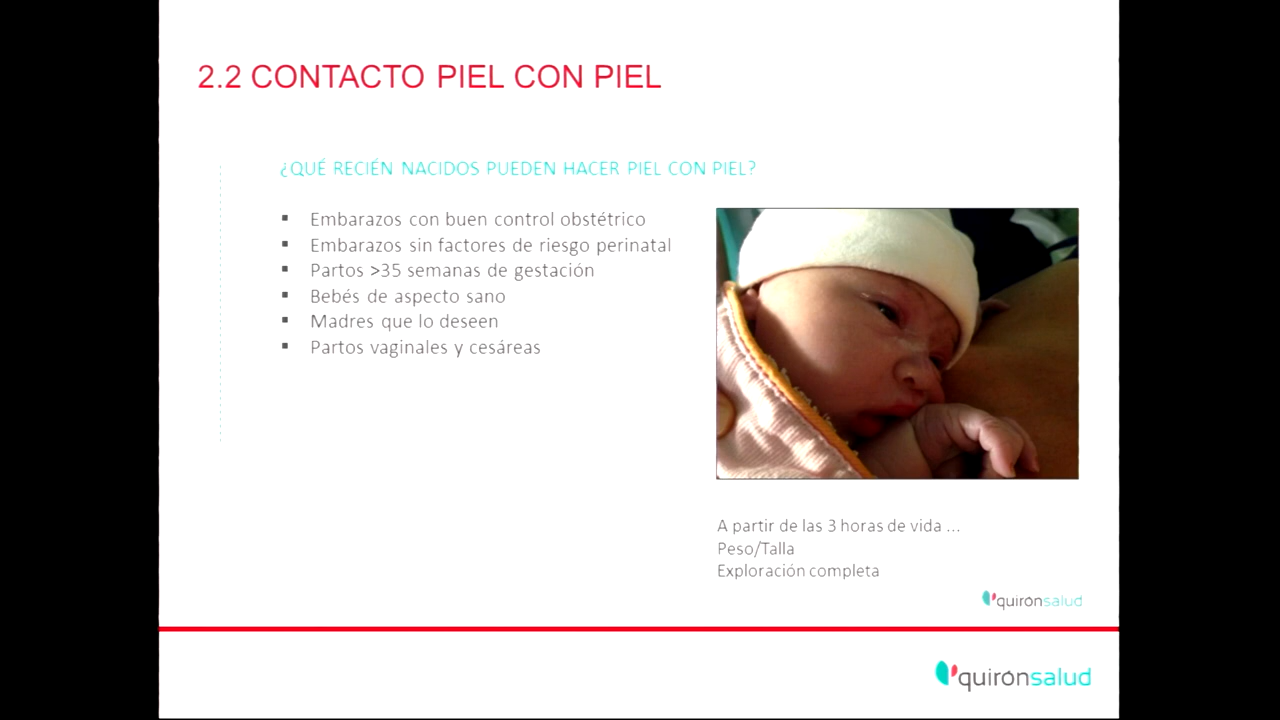 2.2 CONTACTO PIEL CON PIEL
¿QUÉ RECIÉN NACIDOS PUEDEN HACER PIEL CON PIEL?
▪ Embarazos con buen control obstétrico
▪ Embarazos sin factores de riesgo perinatal
▪ Partos >35 semanas de gestación
▪ Bebés de aspecto sano
▪ Madres que lo deseen
▪ Partos vaginales y cesáreas
A partir de las 3 horas de vida ...
Peso/Talla
Exploración completa
quirónsalud
quirónsalud